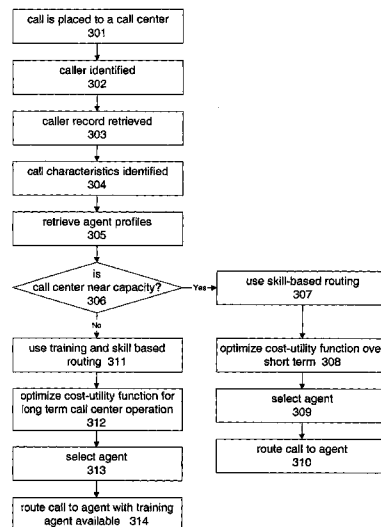 call is placed to a call center
301
caller identified
302
caller record retrieved
303
call characteristics identified
304
retrieve agent profiles
305
is
call center near capacity?
306
Yes
No
use skill-based routing
307
optimize cost-utility function over
short term 308
select agent
309
route call to agent
310
use training and skill based
routing 311
optimize cost-utility function for
long term call center operation
312
select agent
313
route call to agent with training
agent available 314